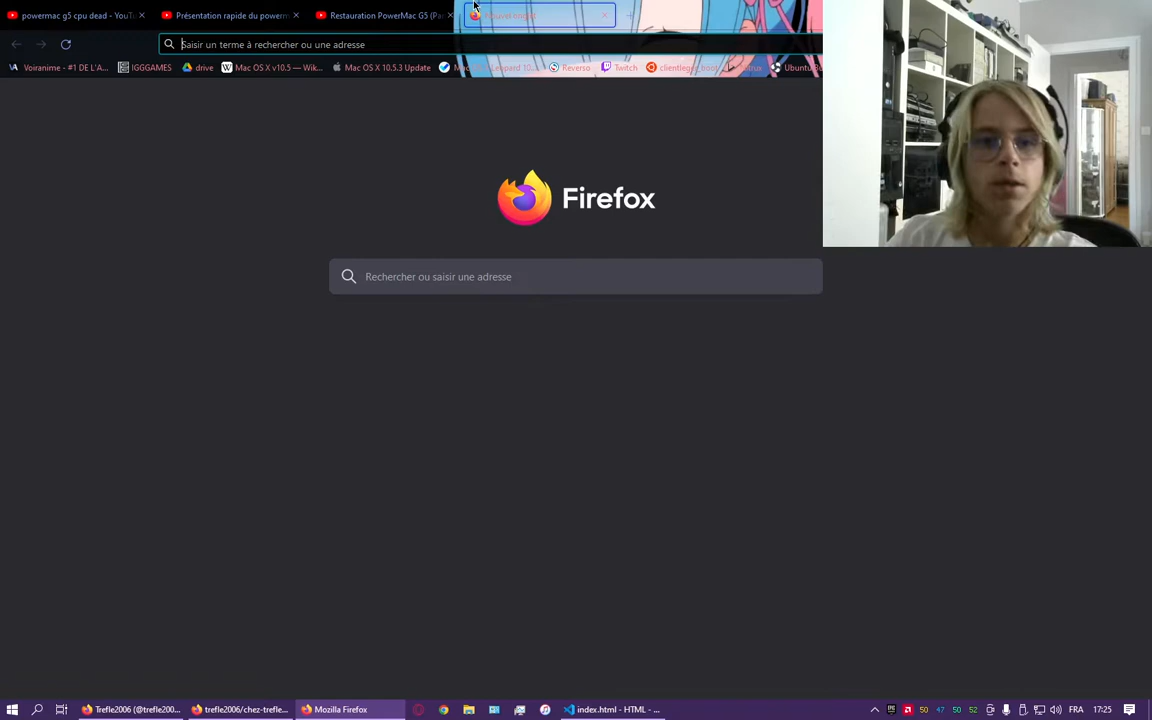 powermac g5 cpu dead - YouTu
Présentation rapide du powerm
Restauration PowerMac G5 (Par
Saisir un terme à rechercher ou une adresse
Voiranime - #1 DE L'A...
IGGGAMES
drive
Mac OS X v10.5 — Wik...
Mac OS X 10.5.3 Update
Reverso
Twitch
Firefox
Rechercher ou saisir une adresse
Trefle2006 (@trefle200...
trefle2006/chez-trefle...
Mozilla Firefox
index.html - HTML - ...
50 47 50 52
FRA
17:25